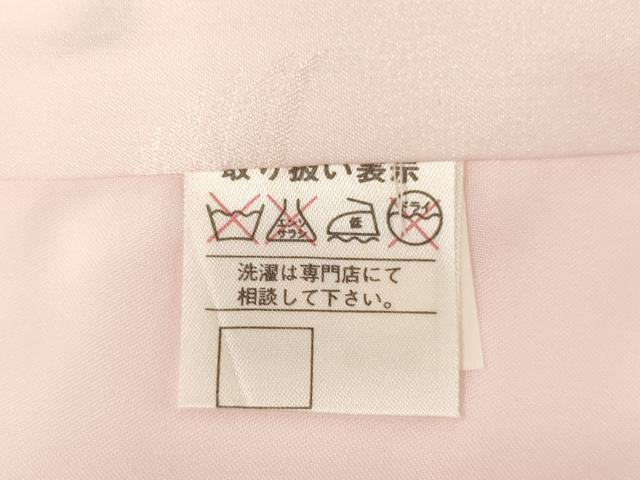 取り扱い表示
エンソ
サラシ
低
ドライ
洗濯は専門店にて
相談して下さい。